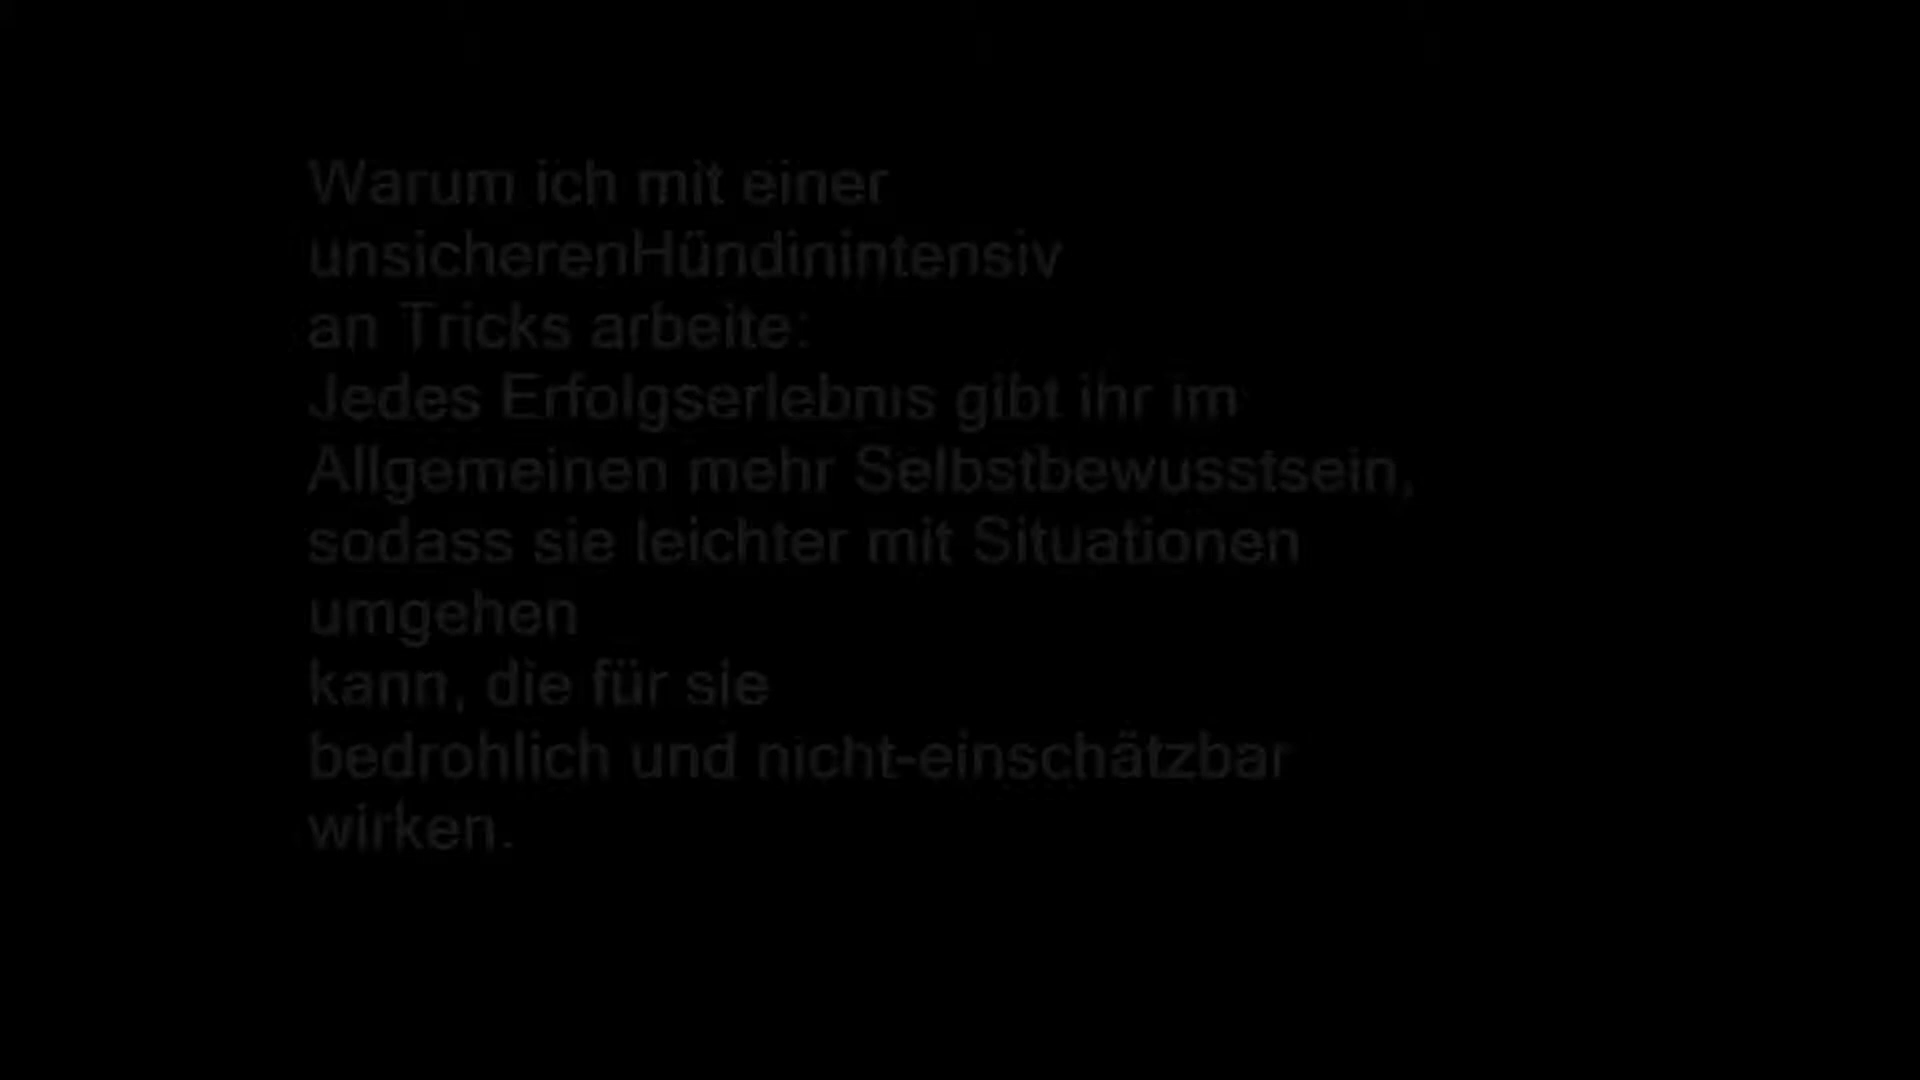 Warum ich mit einer
unsicherenHündinintensiv
an Tricks arbeite:
Jedes Erfolgserlebnis gibt ihr im
Allgemeinen mehr Selbstbewusstsein,
sodass sie leichter mit Situationen
umgehen
kann, die für sie
bedrohlich und nicht-einschätzbar
wirken.